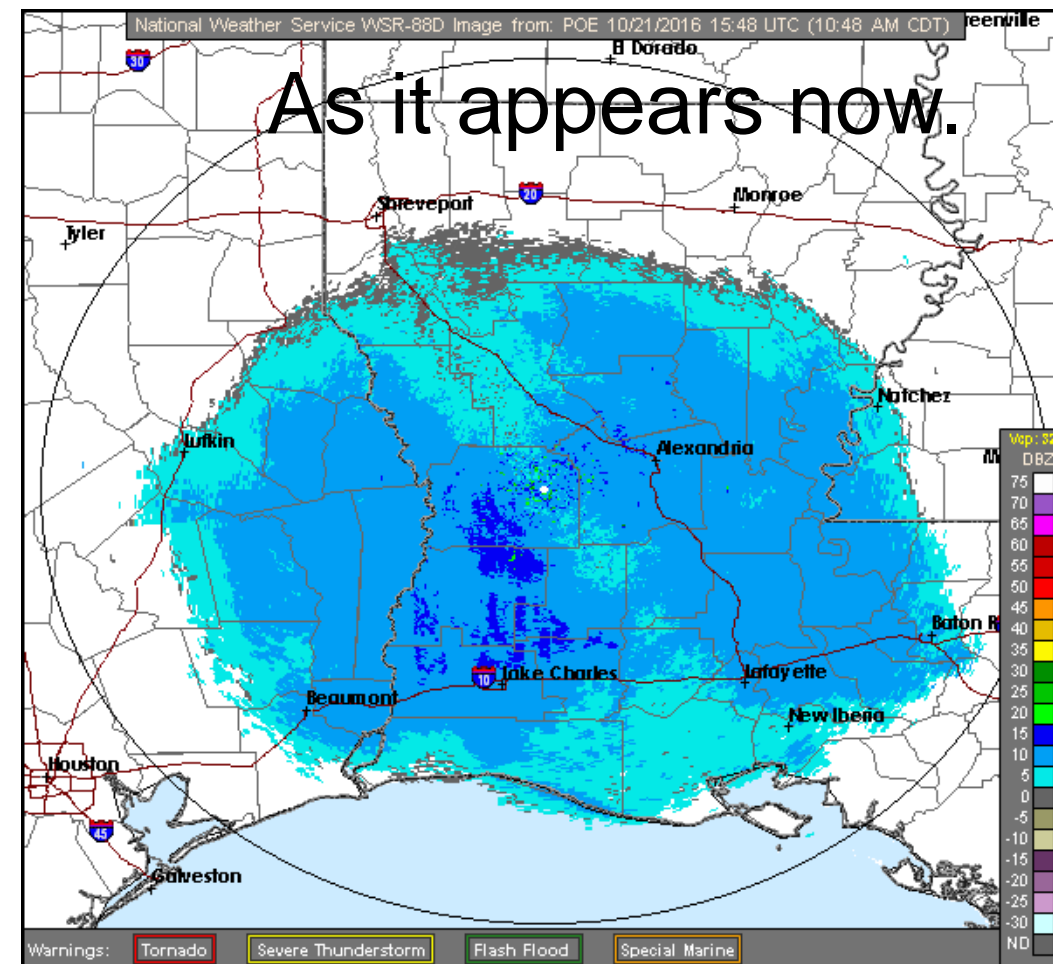 National Weather Service WSR-88D Image from: POE 10/21/2016 15:48 UTC (10:48 AM CDT)
reenville
El Dorado
30
As it appears now.
20
Shreveport
Monroe
Tyler
Natchez
Lufkin
Alexandria
M
Vcp: 32
DBZ
75
70
65
60
55
50
45
40
35
30
25
20
15
10
5
0
-5
-10
-15
-20
-25
-30
ND
Baton R
10
Lake Charles
Lafayette
Beaumont
New Iberia
Houston
45
Galveston
Warnings: Tornado Severe Thunderstorm Flash Flood Special Marine